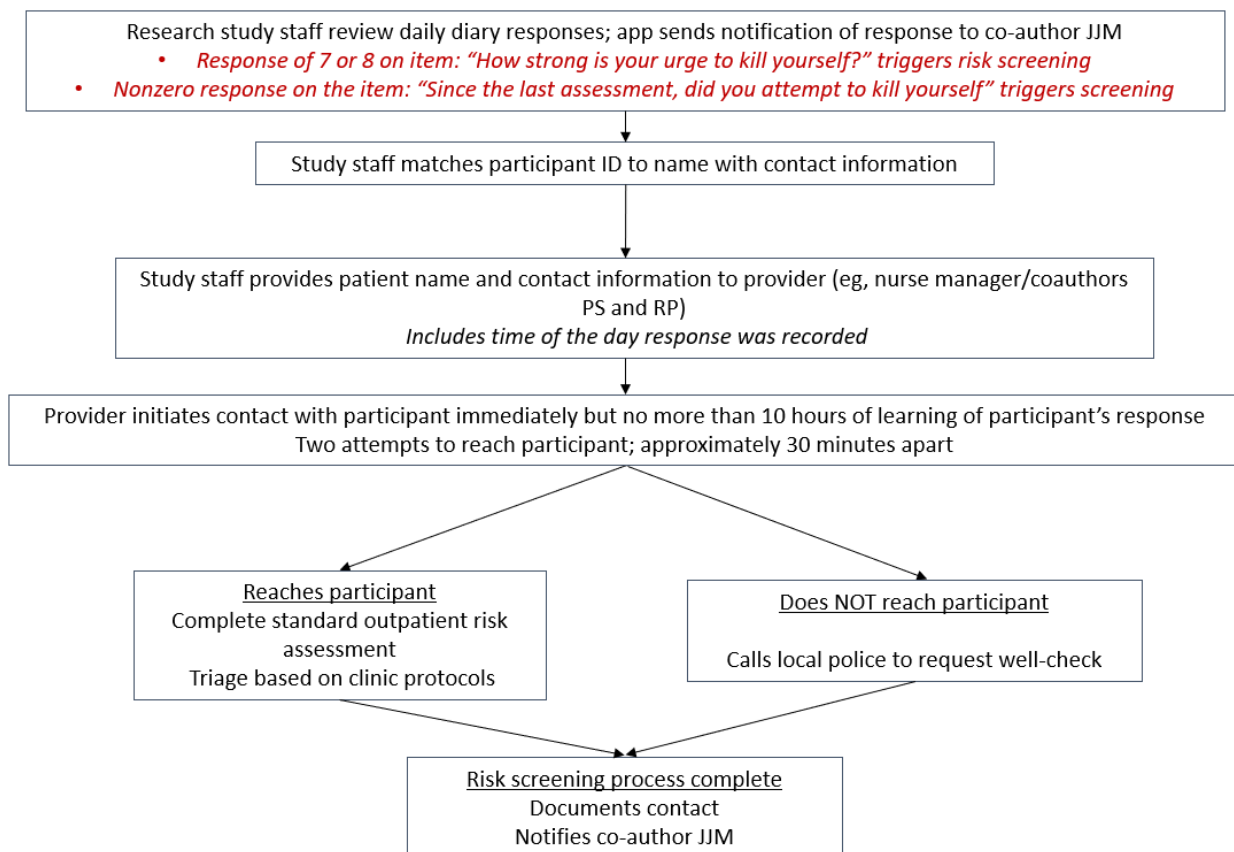 Research study staff review daily diary responses; app sends notification of response to co-author JJM
• Response of 7 or 8 on item: “How strong is your urge to kill yourself?” triggers risk screening
• Nonzero response on the item: “Since the last assessment, did you attempt to kill yourself” triggers screening
Study staff matches participant ID to name with contact information
Study staff provides patient name and contact information to provider (eg, nurse manager/coauthors
PS and RP)
Includes time of the day response was recorded
Provider initiates contact with participant immediately but no more than 10 hours of learning of participant’s response
Two attempts to reach participant; approximately 30 minutes apart
Reaches participant
Complete standard outpatient risk
assessment
Triage based on clinic protocols
Does NOT reach participant
Calls local police to request well-check
Risk screening process complete
Documents contact
Notifies co-author JJM